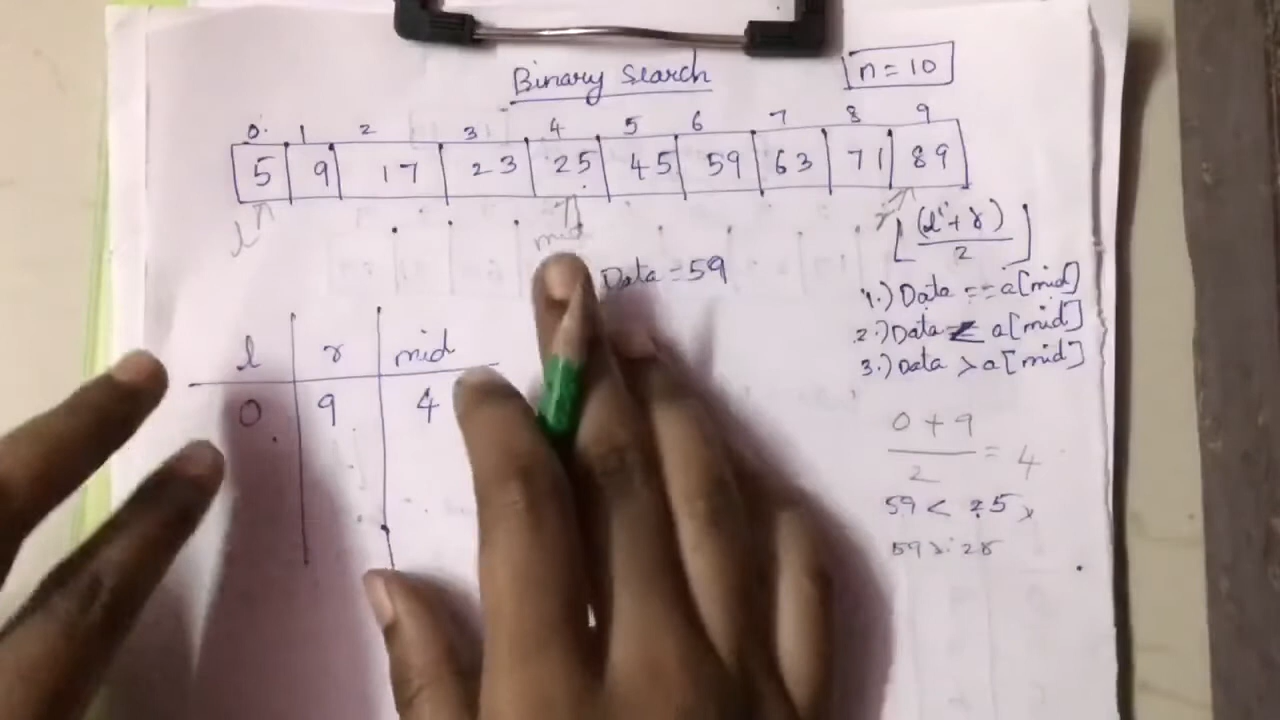 Binary Search
n = 10
0 1 2 3 4 5 6 7 8 9
5 9 17 23 25 45 59 63 71 89
l mid r
⌊(l + r)/2⌋
Data = 59
1.) Data == a[mid]
2.) Data < a[mid]
3.) Data > a[mid]
l r mid
0 9 4
0 + 9
2 = 4
59 < 25 x
59 > 25